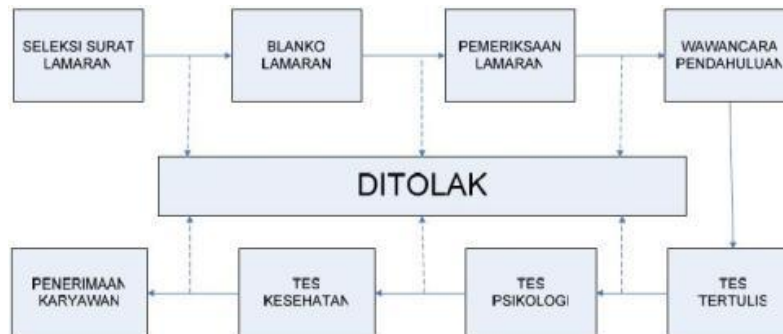 SELEKSI SURAT
LAMARAN
BLANKO
LAMARAN
PEMERIKSAAN
LAMARAN
WAWANCARA
PENDAHULUAN
DITOLAK
PENERIMAAN
KARYAWAN
TES
KESEHATAN
TES
PSIKOLOGI
TES
TERTULIS